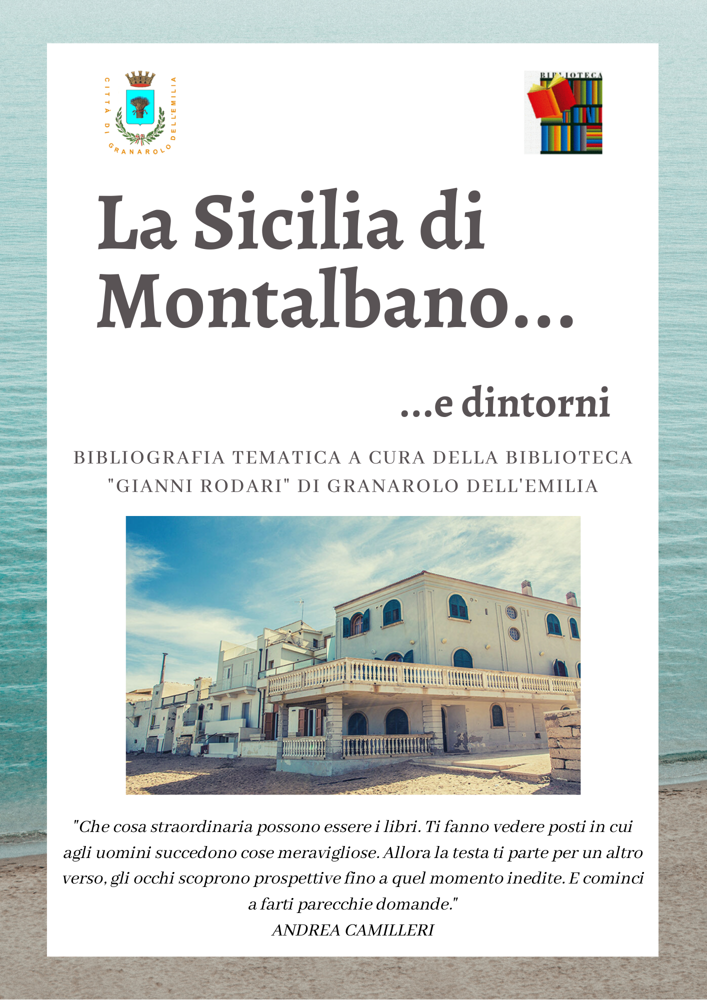 CITTÀ DI GRANAROLO DELL'EMILIA
BIBLIOTECA
La Sicilia di
Montalbano...
...e dintorni
BIBLIOGRAFIA TEMATICA A CURA DELLA BIBLIOTECA
"GIANNI RODARI" DI GRANAROLO DELL'EMILIA
"Che cosa straordinaria possono essere i libri. Ti fanno vedere posti in cui
agli uomini succedono cose meravigliose. Allora la testa ti parte per un altro
verso, gli occhi scoprono prospettive fino a quel momento inedite. E cominci
a farti parecchie domande."
ANDREA CAMILLERI